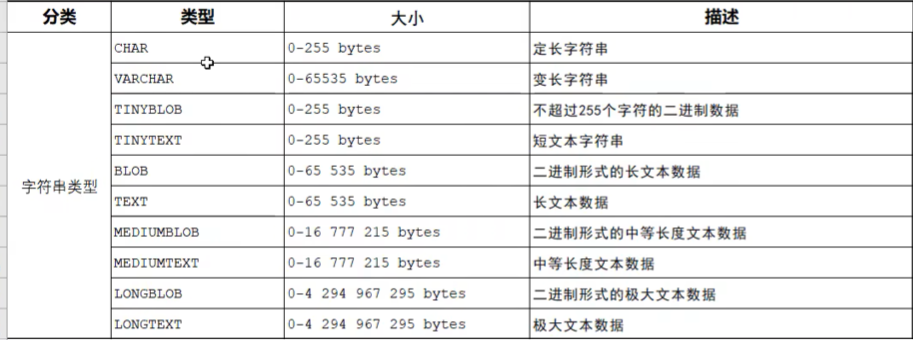 分类 类型 大小 描述
CHAR 0-255 bytes 定长字符串
VARCHAR 0-65535 bytes 变长字符串
TINYBLOB 0-255 bytes 不超过255个字符的二进制数据
TINYTEXT 0-255 bytes 短文本字符串
字符串类型 BLOB 0-65 535 bytes 二进制形式的长文本数据
TEXT 0-65 535 bytes 长文本数据
MEDIUMBLOB 0-16 777 215 bytes 二进制形式的中等长度文本数据
MEDIUMTEXT 0-16 777 215 bytes 中等长度文本数据
LONGBLOB 0-4 294 967 295 bytes 二进制形式的极大文本数据
LONGTEXT 0-4 294 967 295 bytes 极大文本数据